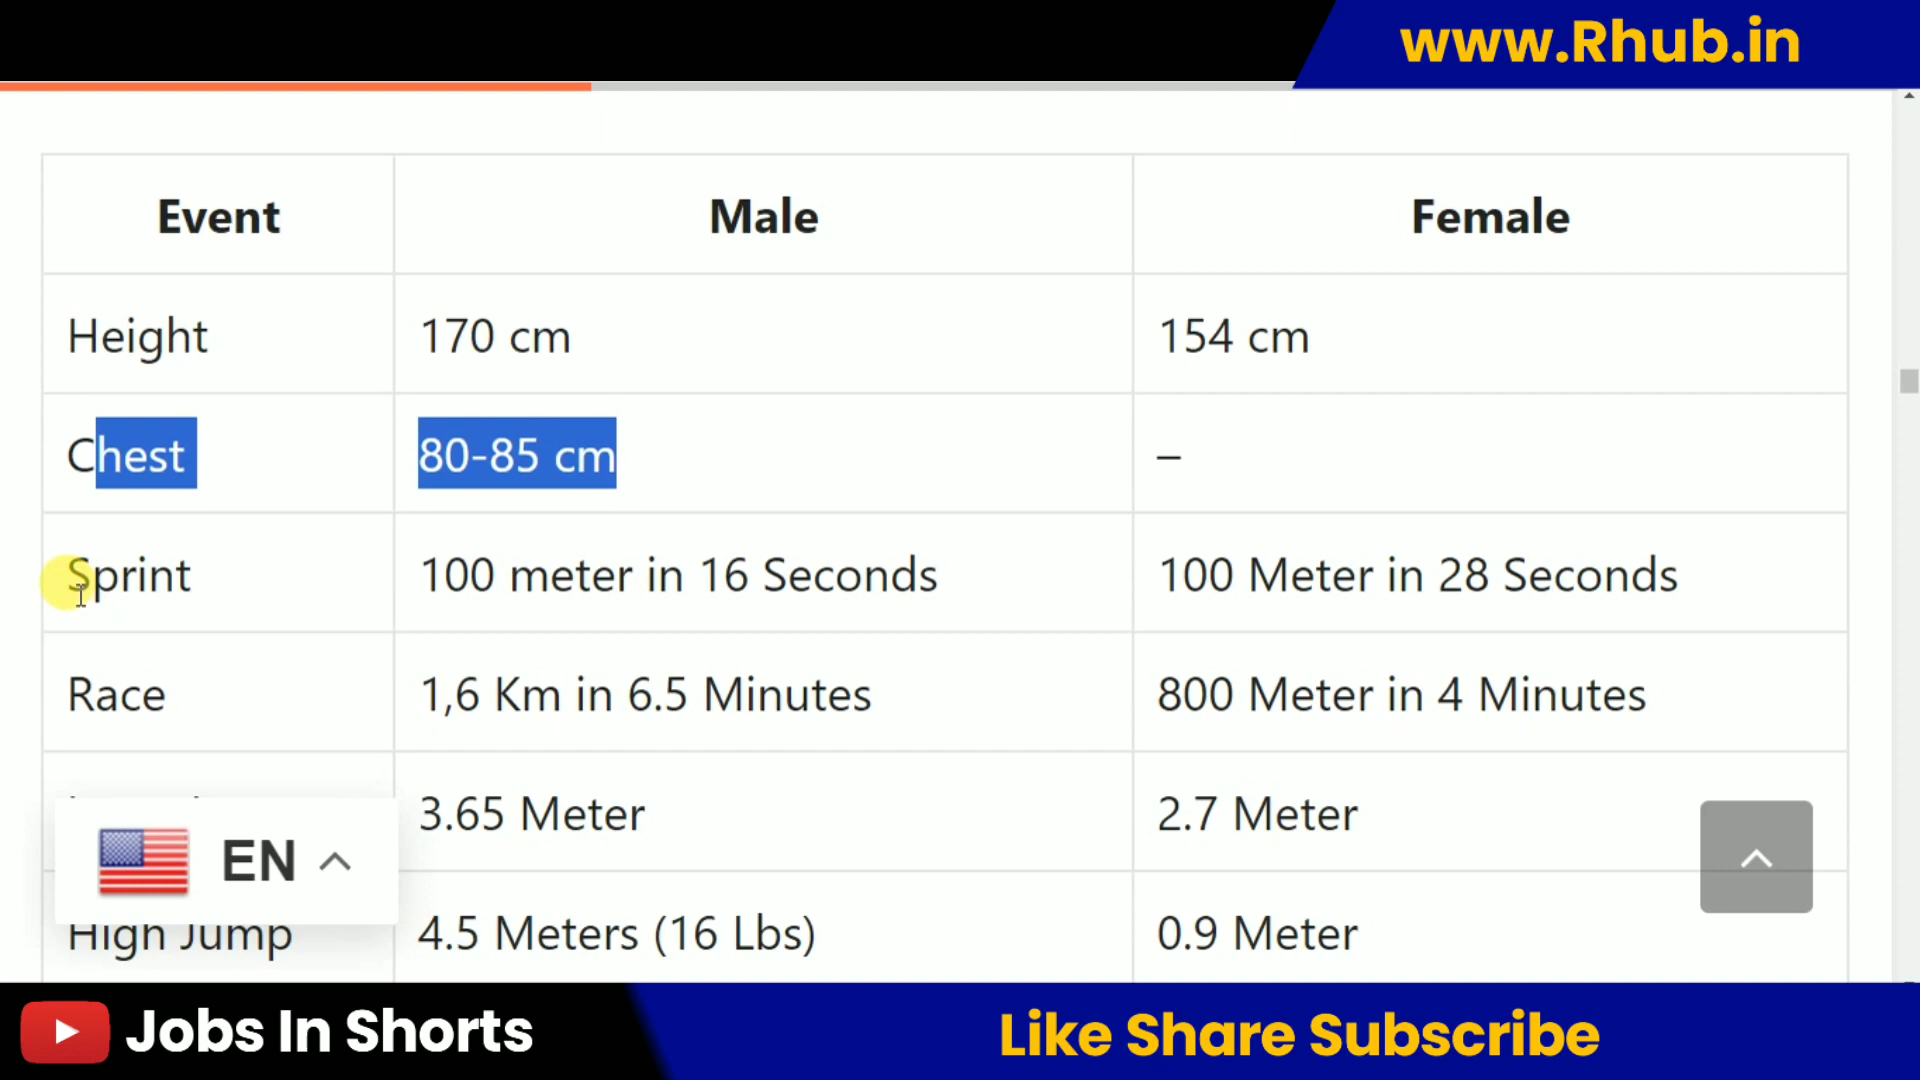 www.Rhub.in
Event Male Female
Height 170 cm 154 cm
Chest 80-85 cm –
Sprint 100 meter in 16 Seconds 100 Meter in 28 Seconds
Race 1,6 Km in 6.5 Minutes 800 Meter in 4 Minutes
3.65 Meter 2.7 Meter
EN
High Jump 4.5 Meters (16 Lbs) 0.9 Meter
Jobs In Shorts Like Share Subscribe